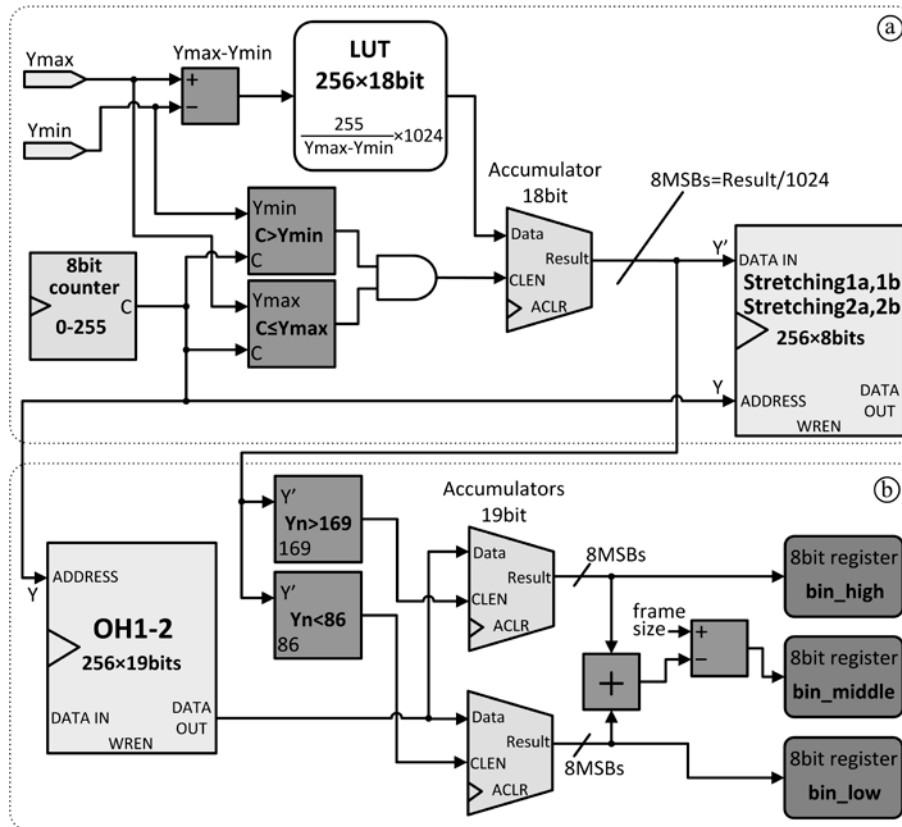 ⓐ
Ymax
Ymin
Ymax-Ymin
+
−
LUT
256×18bit
255
Ymax-Ymin
×1024
Ymin
C>Ymin
C
Ymax
C≤Ymax
C
8bit
counter
0-255
C
Accumulator
18bit
Data
Result
CLEN
ACLR
8MSBs=Result/1024
Y'
DATA IN
Stretching1a,1b
Stretching2a,2b
256×8bits
Y
ADDRESS
DATA
OUT
WREN
ⓑ
Y
ADDRESS
OH1-2
256×19bits
DATA IN
DATA
OUT
WREN
Y'
Yn>169
169
Y'
Yn<86
86
Accumulators
19bit
Data
Result
CLEN
ACLR
8MSBs
Data
Result
CLEN
ACLR
8MSBs
+
frame
size
+
−
8bit register
bin_high
8bit register
bin_middle
8bit register
bin_low